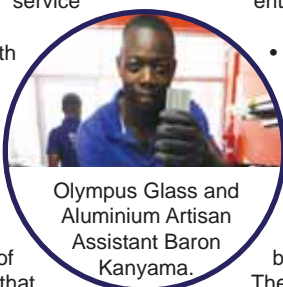 service
ent
th
•
Olympus Glass and
Aluminium Artisan
Assistant Baron
Kanyama.
of
b
that
The